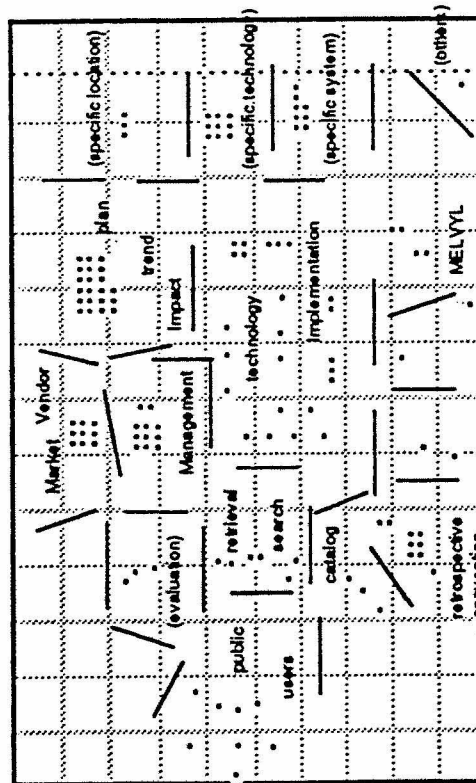 (specific location)
(specific technology)
(specific system)
(others)
plan
trend
Impact
technology
Implementation
MELVYL
Vendor
Market
Management
retrieval
search
catalog
(evaluation)
public
users
retrospective